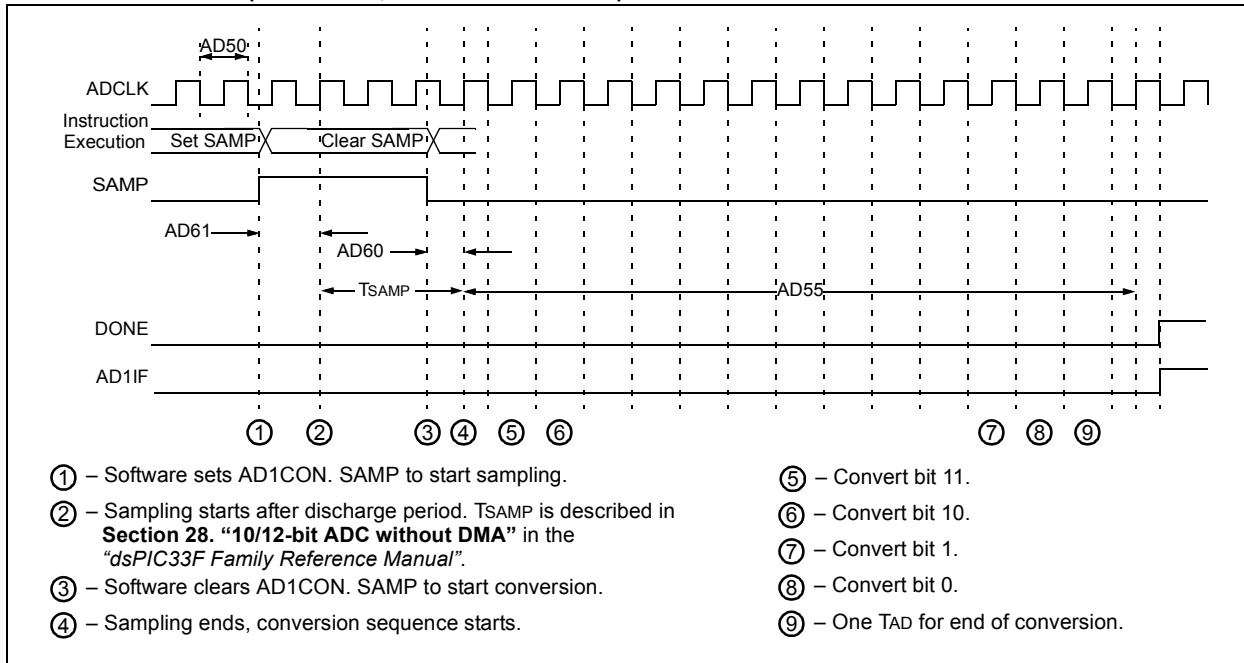 AD50
ADCLK
Instruction
Execution
Set SAMP
Clear SAMP
SAMP
AD61
AD60
TSAMP
AD55
DONE
AD1IF
1 2 3 4 5 6 7 8 9
1 – Software sets AD1CON. SAMP to start sampling.
2 – Sampling starts after discharge period. TSAMP is described in
Section 28. “10/12-bit ADC without DMA” in the
“dsPIC33F Family Reference Manual”.
3 – Software clears AD1CON. SAMP to start conversion.
4 – Sampling ends, conversion sequence starts.
5 – Convert bit 11.
6 – Convert bit 10.
7 – Convert bit 1.
8 – Convert bit 0.
9 – One TAD for end of conversion.